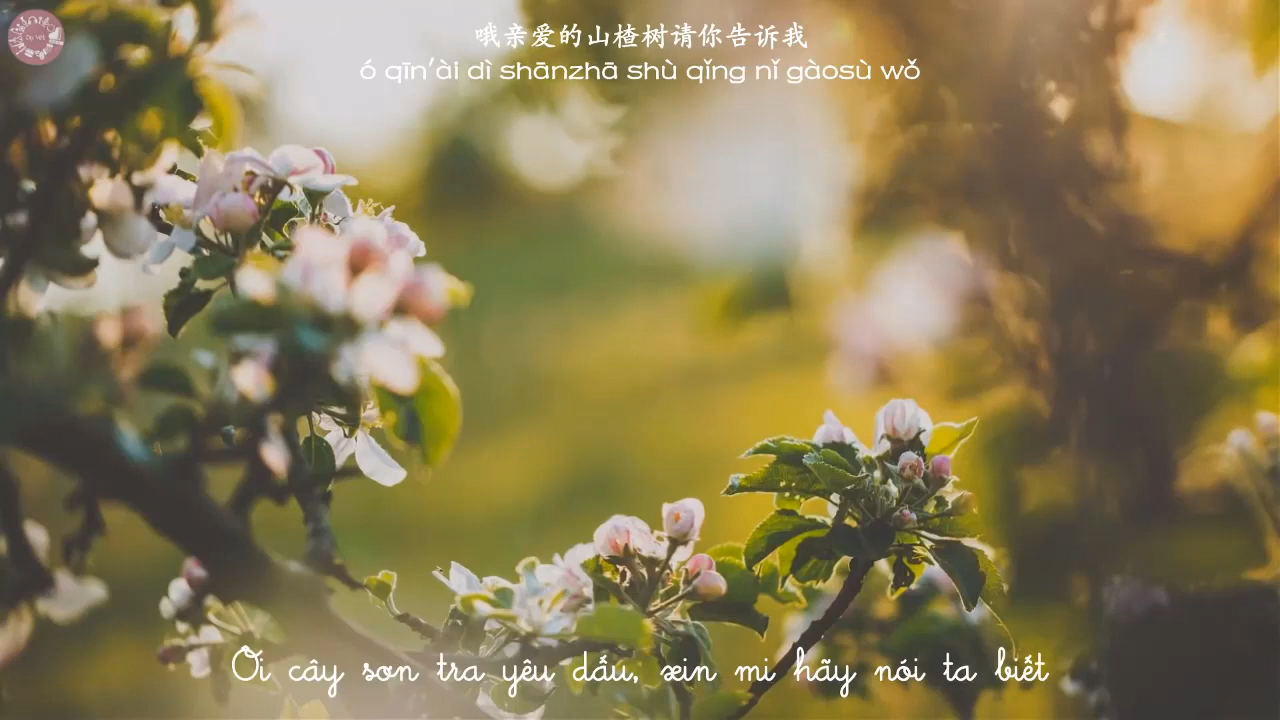 哦亲爱的山楂树请你告诉我
ó qīn'ài dì shānzhā shù qǐng nǐ gàosù wǒ
Ơi cây sơn tra yêu dấu, xin mi hãy nói ta biết